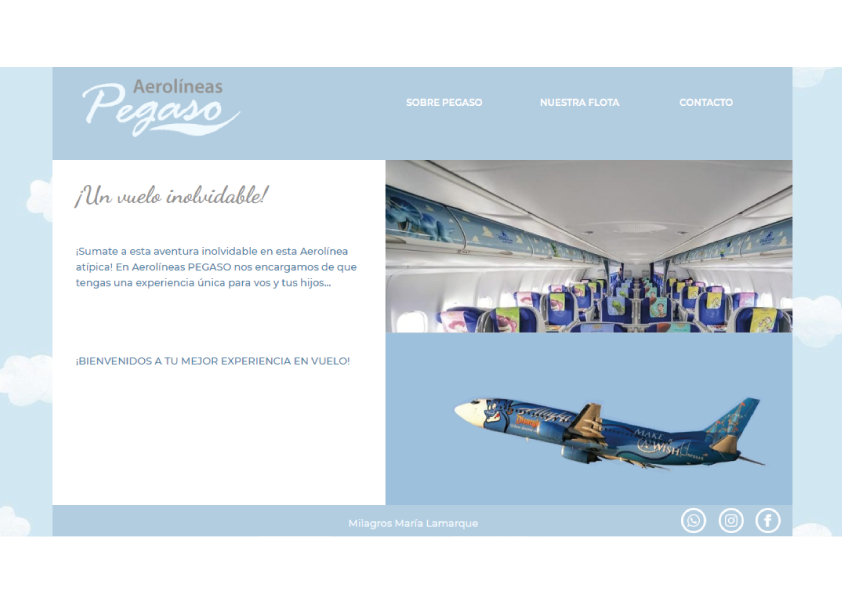 Aerolíneas
Pegaso
SOBRE PEGASO
NUESTRA FLOTA
CONTACTO
¡Un vuelo inolvidable!
¡Sumate a esta aventura inolvidable en esta Aerolínea
atípica! En Aerolíneas PEGASO nos encargamos de que
tengas una experiencia única para vos y tus hijos...
¡BIENVENIDOS A TU MEJOR EXPERIENCIA EN VUELO!
MAKE
A WISH
Milagros María Lamarque